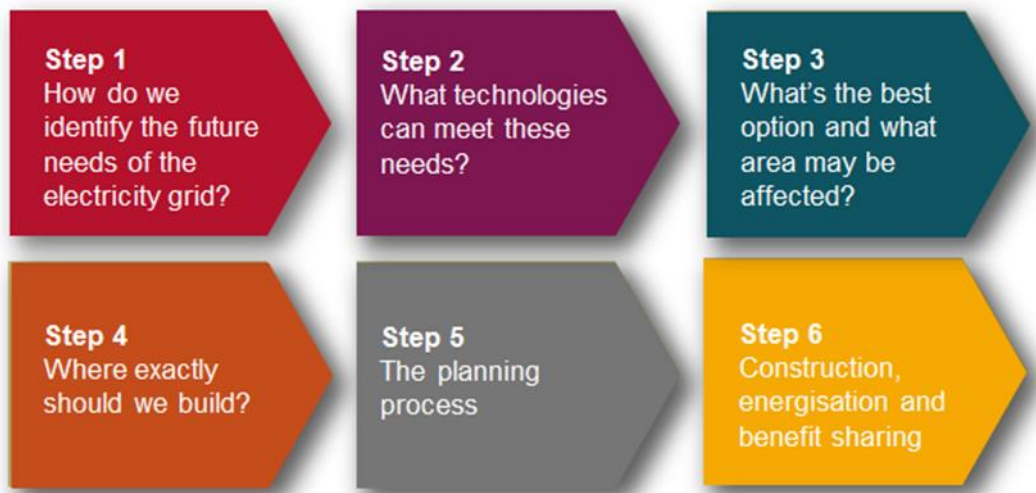 Step 1
How do we
identify the future
needs of the
electricity grid?
Step 2
What technologies
can meet these
needs?
Step 3
What's the best
option and what
area may be
affected?
Step 4
Where exactly
should we build?
Step 5
The planning
process
Step 6
Construction,
energisation and
benefit sharing